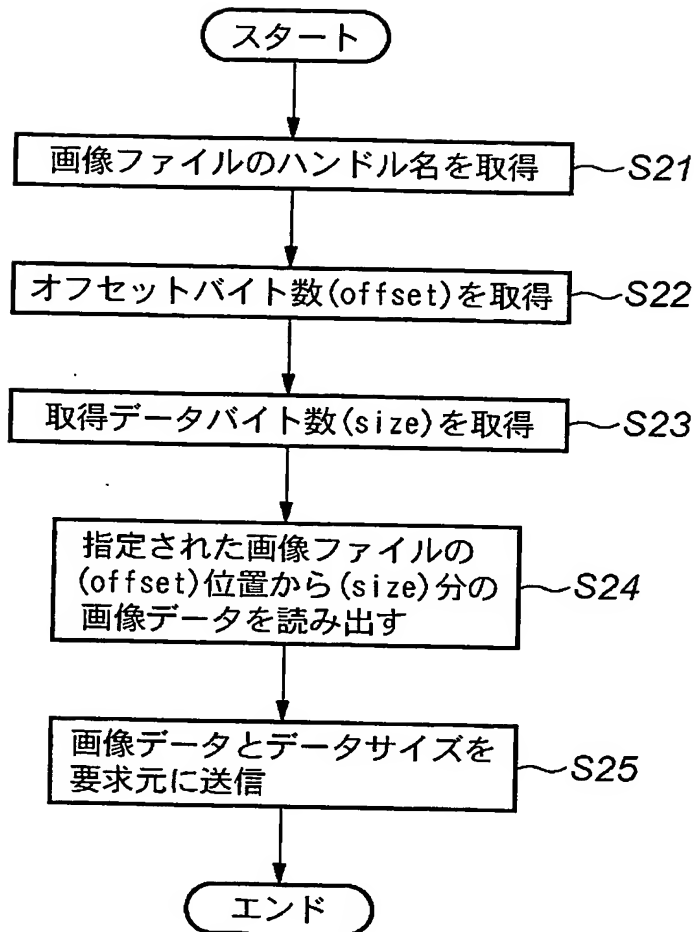 スタート
画像ファイルのハンドル名を取得 S21
オフセットバイト数(offset)を取得 S22
取得データバイト数(size)を取得 S23
指定された画像ファイルの
(offset)位置から(size)分の S24
画像データを読み出す
画像データとデータサイズを
要求元に送信 S25
エンド